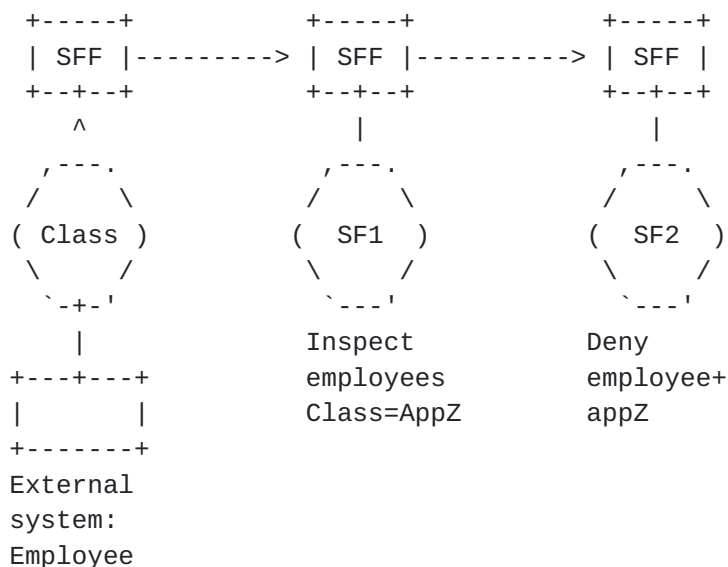 +-----+                +-----+            +-----+
| SFF |---------> | SFF |----------> | SFF |
+--+--+                +--+--+            +--+--+
^                  |                  |
,---.              ,---.              ,---.
/     \            /     \            /     \
( Class )         (  SF1  )         (  SF2  )
\     /            \     /            \     /
`-+-'              `---'              `---'
|             Inspect           Deny
+---+---+          employees         employee+
|       |          Class=AppZ        appZ
+-------+
External
system:
Employee